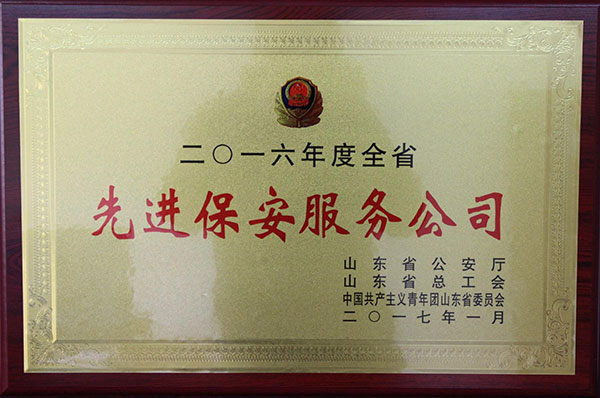 二〇一六年度全省
先进保安服务公司
山东省公安厅
山东省总工会
中国共产主义青年团山东省委员会
二〇一七年一月